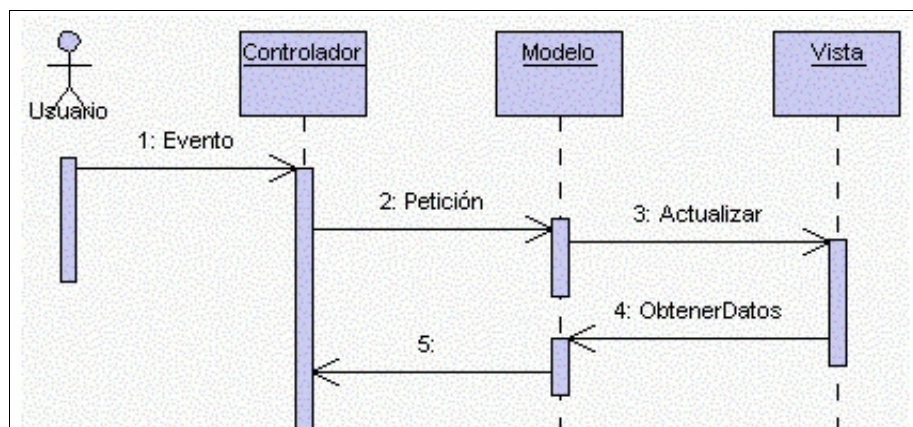 Controlador
Modelo
Vista
Usuario
1: Evento
2: Petición
3: Actualizar
4: ObtenerDatos
5: